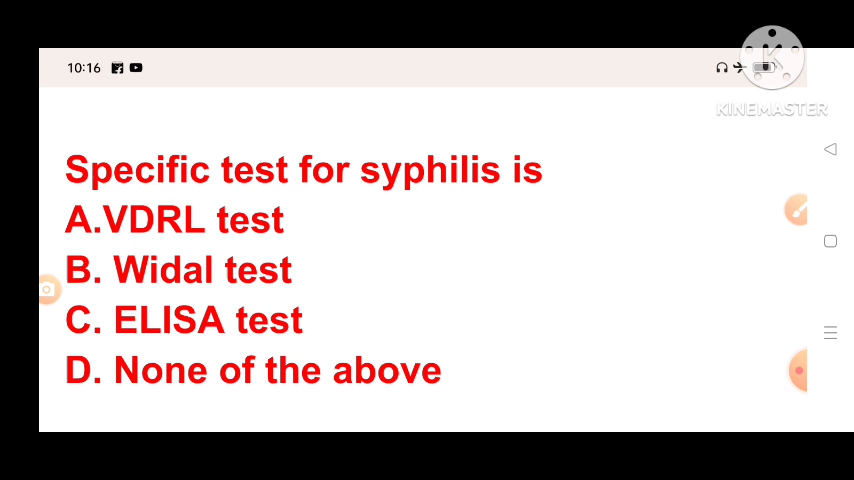 10:16
KINEMASTER
Specific test for syphilis is
A.VDRL test
B. Widal test
C. ELISA test
D. None of the above